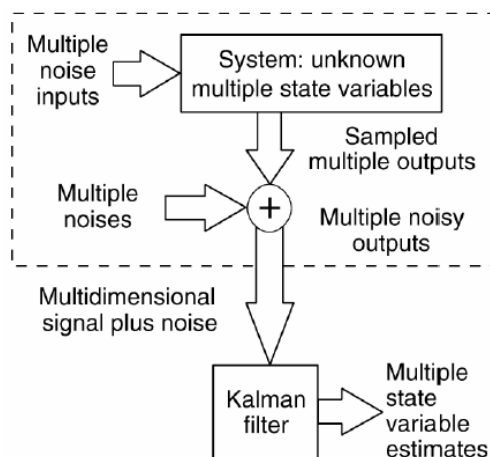 Multiple
noise
inputs
System: unknown
multiple state variables
Sampled
multiple outputs
Multiple
noises
+
Multiple noisy
outputs
Multidimensional
signal plus noise
Kalman
filter
Multiple
state
variable
estimates